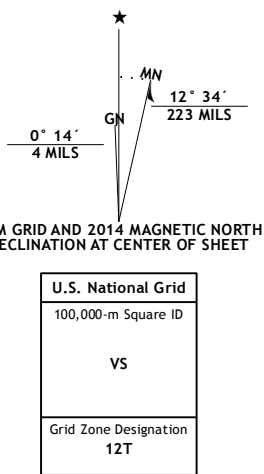 ★
MN
GN
12° 34´
223 MILS
0° 14´
4 MILS
M GRID AND 2014 MAGNETIC NORTH
ECLINATION AT CENTER OF SHEET
U.S. National Grid
100,000-m Square ID
VS
Grid Zone Designation
12T